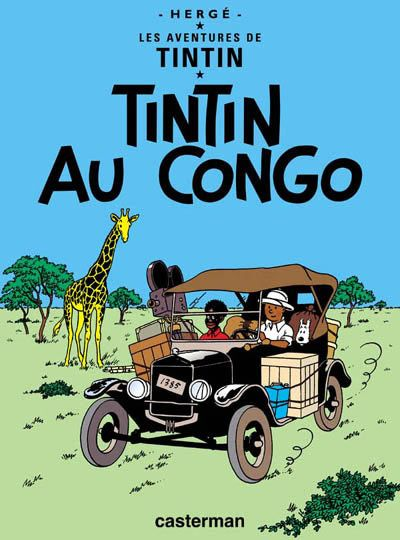 - HERGÉ -
LES AVENTURES DE
TINTIN
TINTIN
AU CONGO
1385
casterman